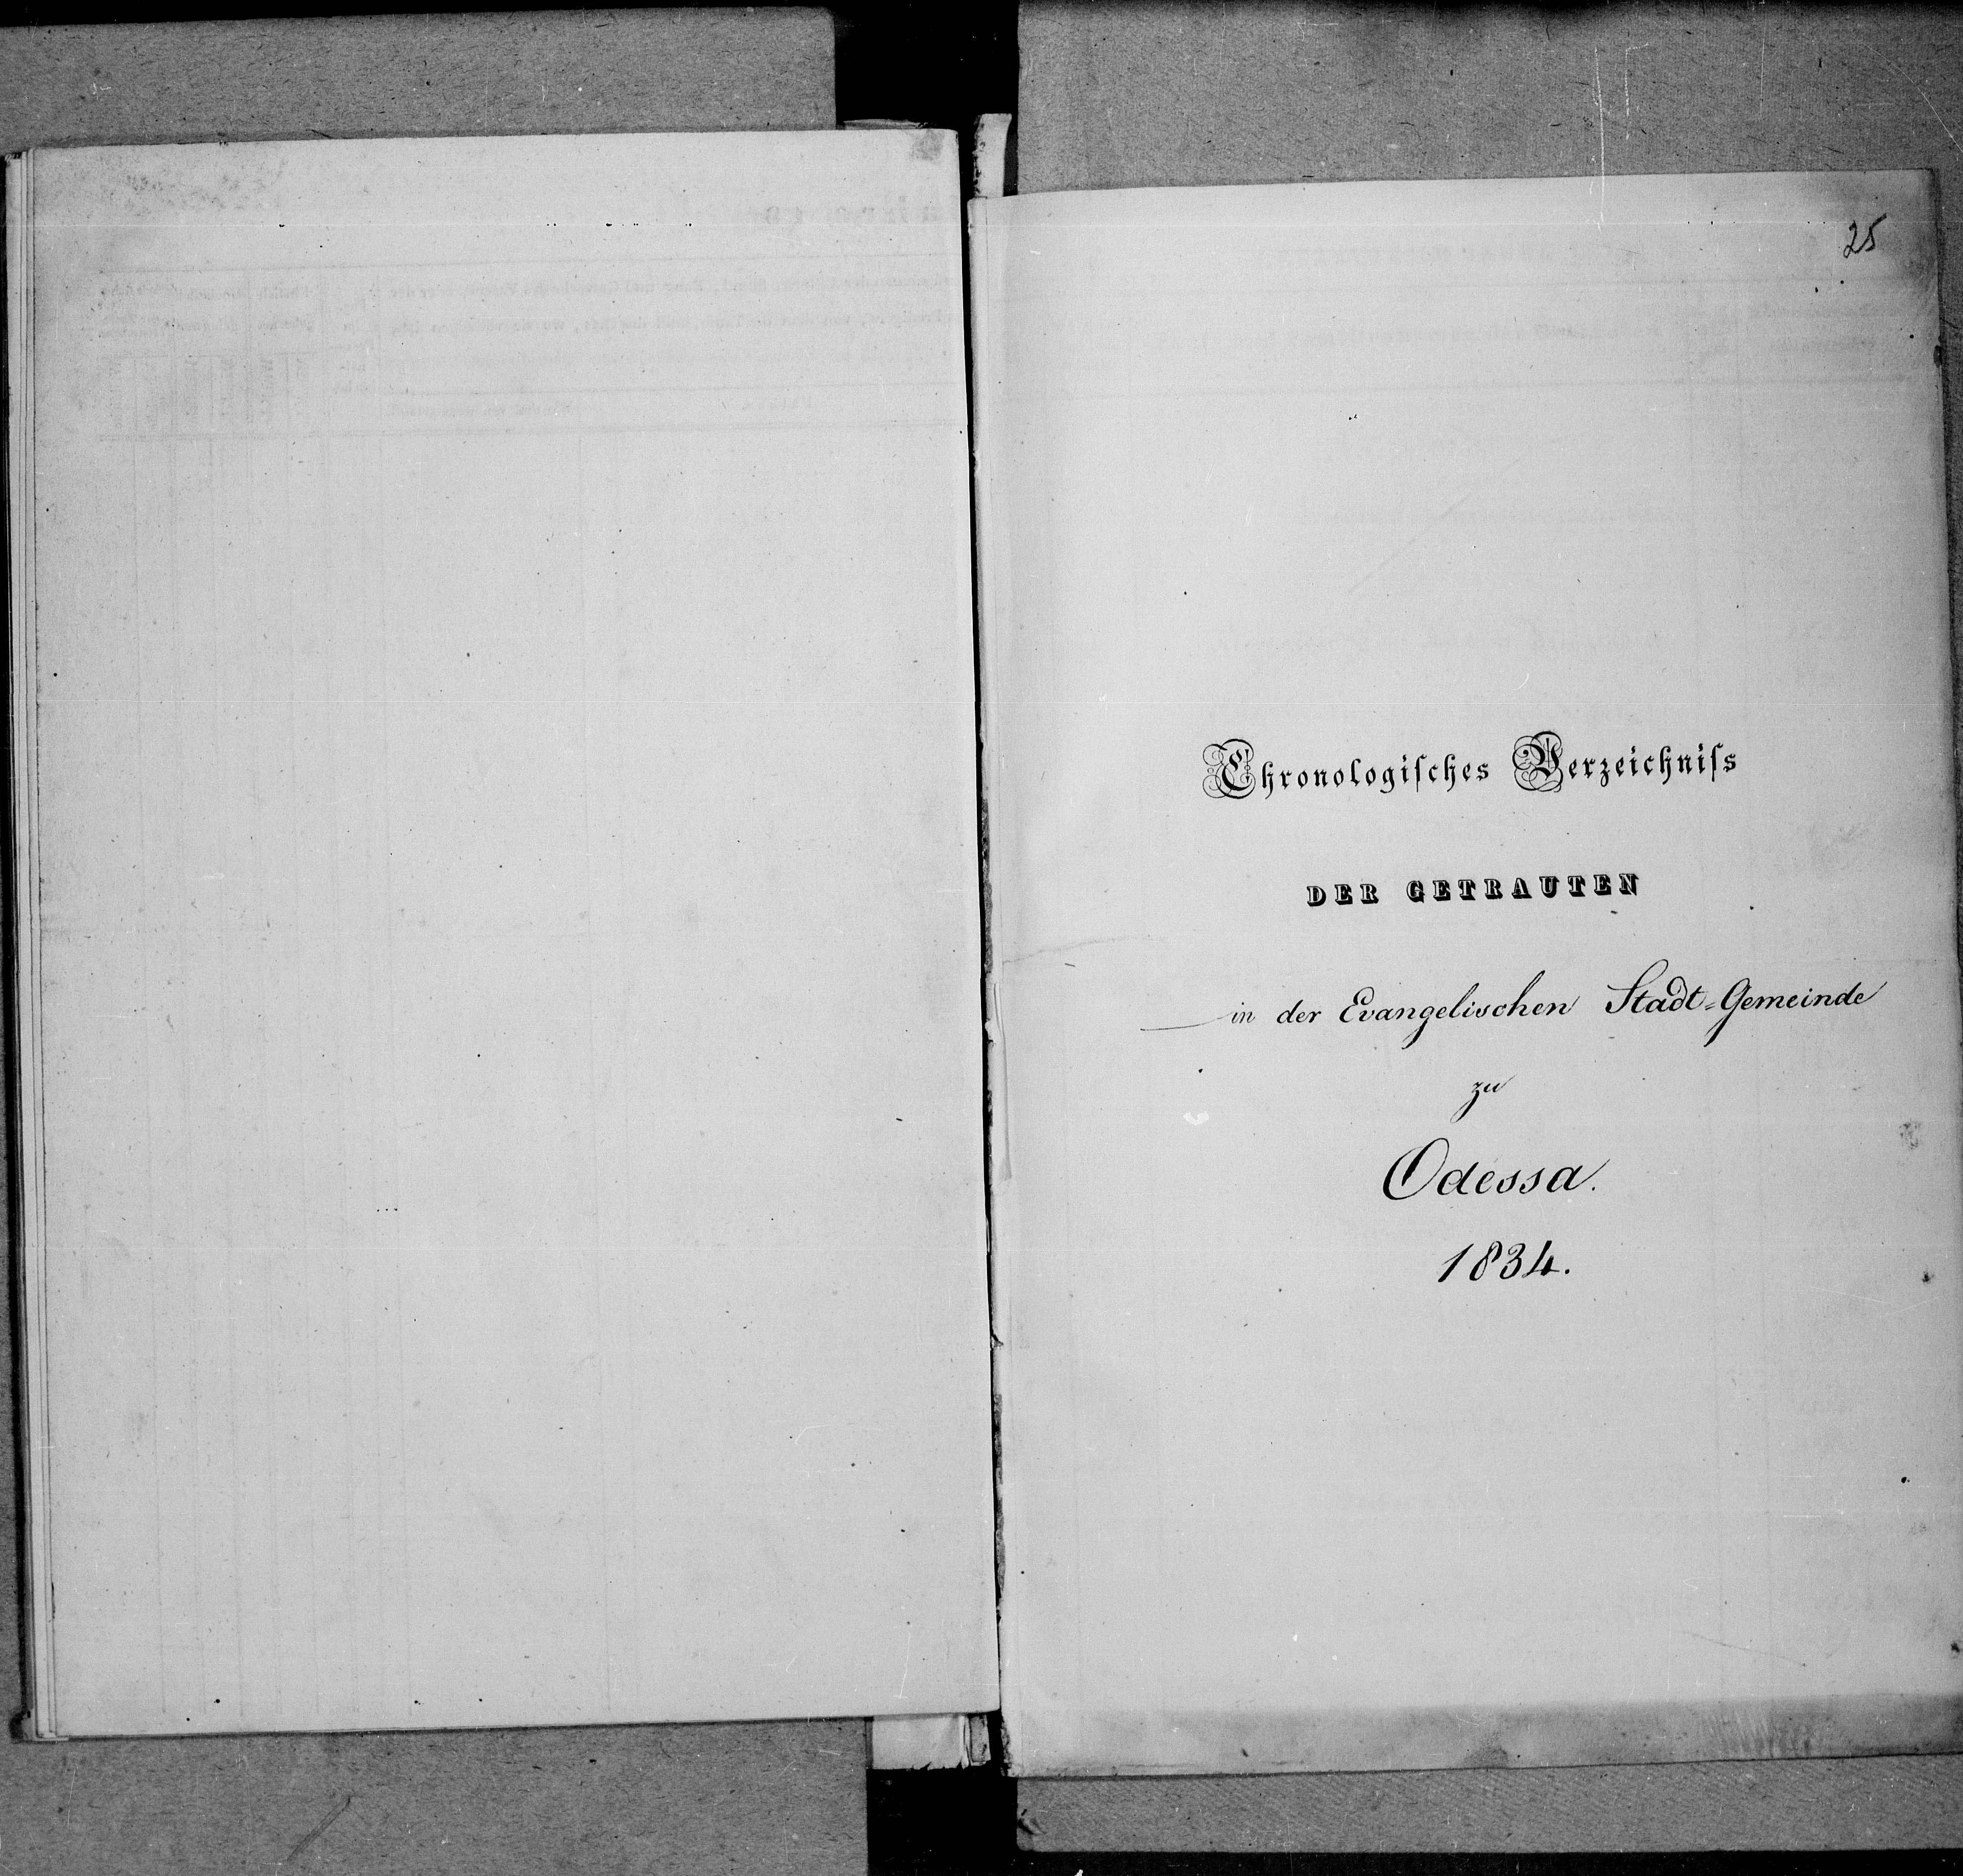 25
Chronologiſches Verzeichniſs
DER GETRAUTEN
in der Evangelischen Stadt=Gemeinde
zu
Odessa.
1834.